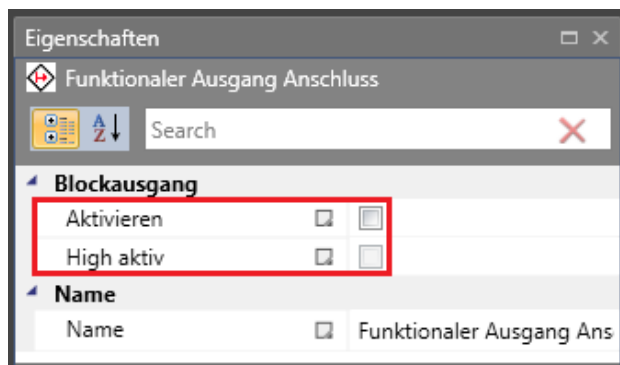 Eigenschaften
Funktionaler Ausgang Anschluss
A Z Search
Blockausgang
Aktivieren
High aktiv
Name
Name Funktionaler Ausgang Ans